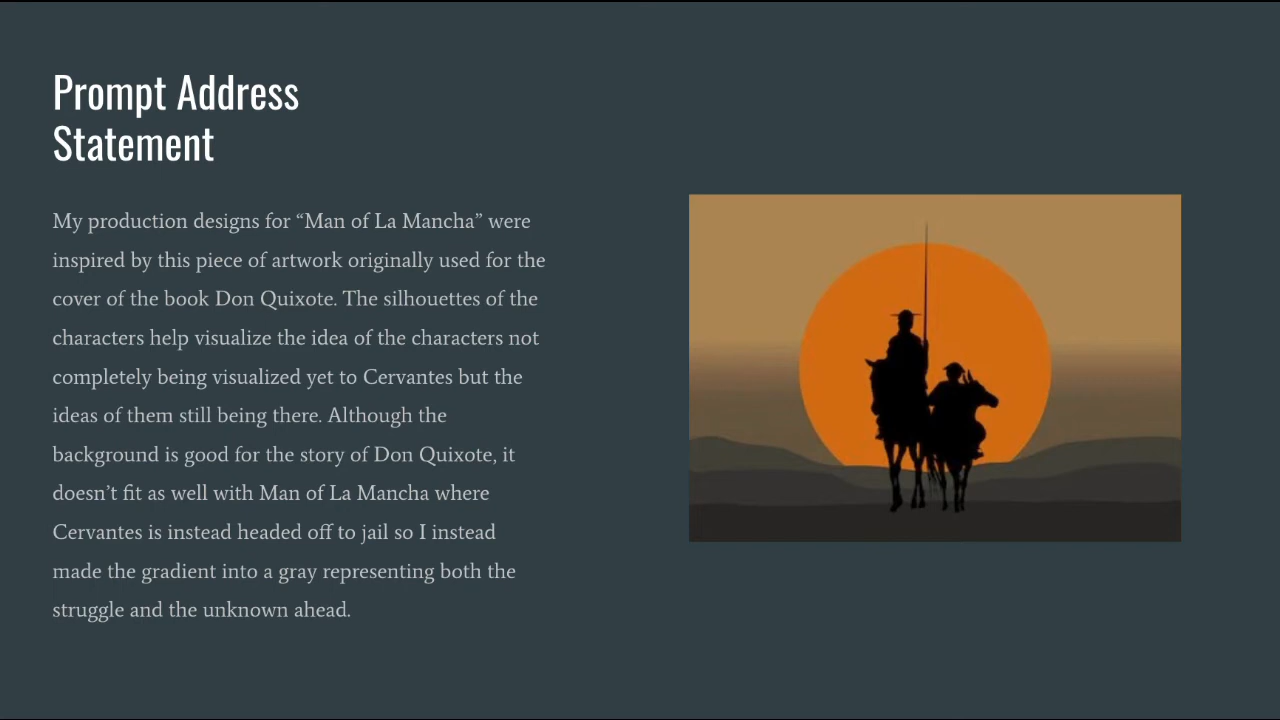 Prompt Address
Statement
My production designs for “Man of La Mancha” were
inspired by this piece of artwork originally used for the
cover of the book Don Quixote. The silhouettes of the
characters help visualize the idea of the characters not
completely being visualized yet to Cervantes but the
ideas of them still being there. Although the
background is good for the story of Don Quixote, it
doesn’t fit as well with Man of La Mancha where
Cervantes is instead headed off to jail so I instead
made the gradient into a gray representing both the
struggle and the unknown ahead.